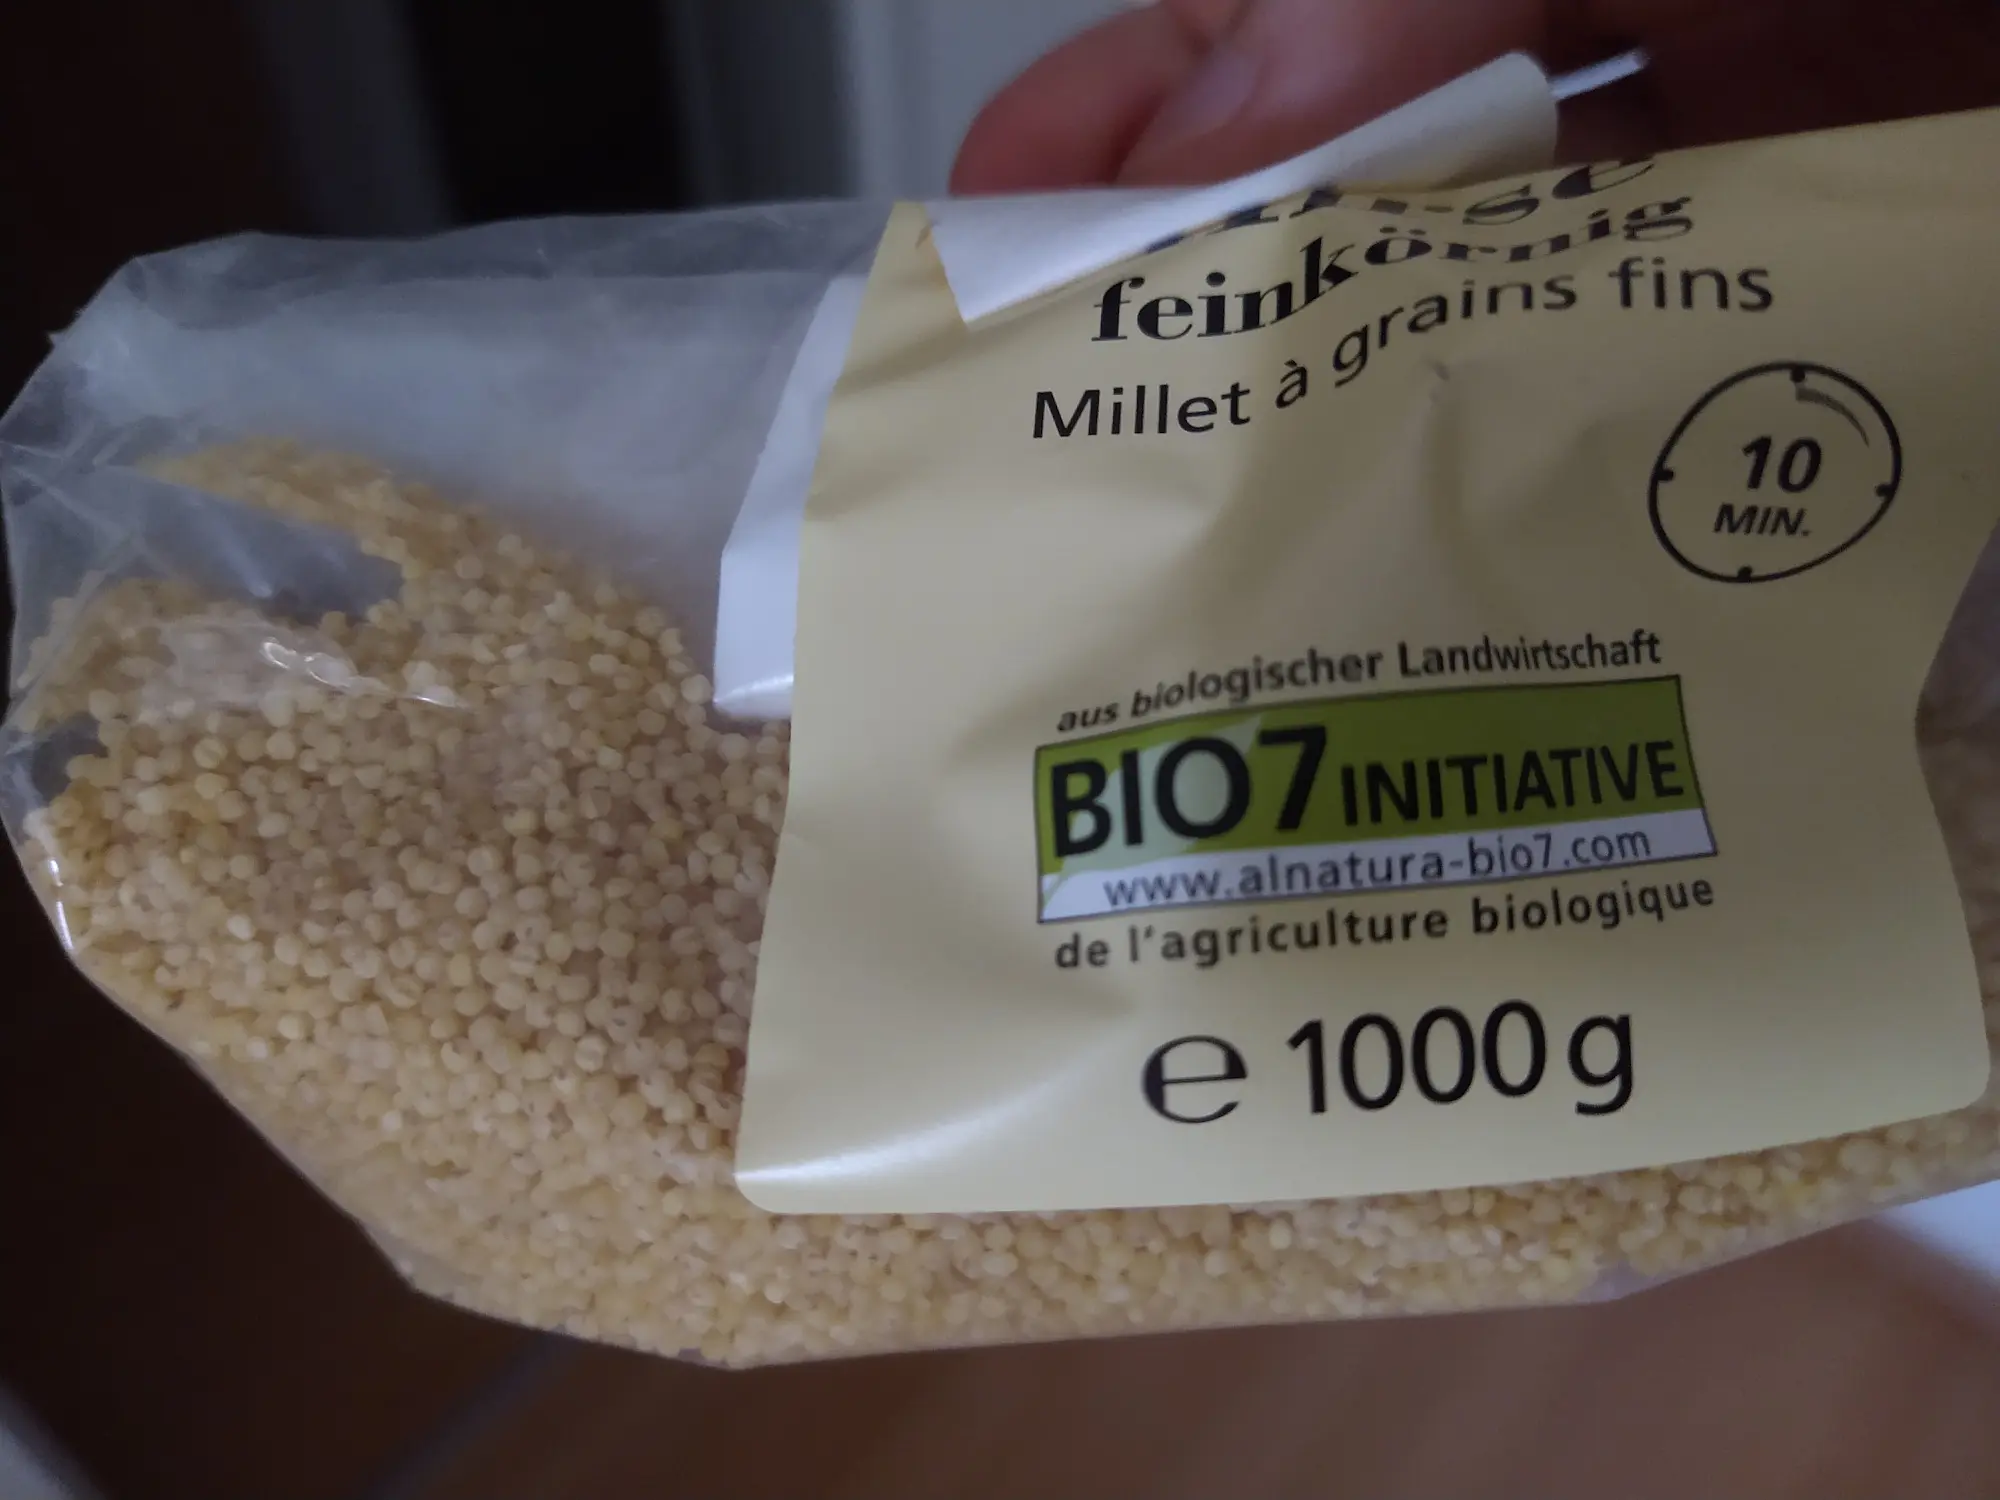 feinkörnig
Millet à grains fins
10
MIN.
aus biologischer Landwirtschaft
BIO7 INITIATIVE
www.alnatura-bio7.com
de l'agriculture biologique
e 1000 g